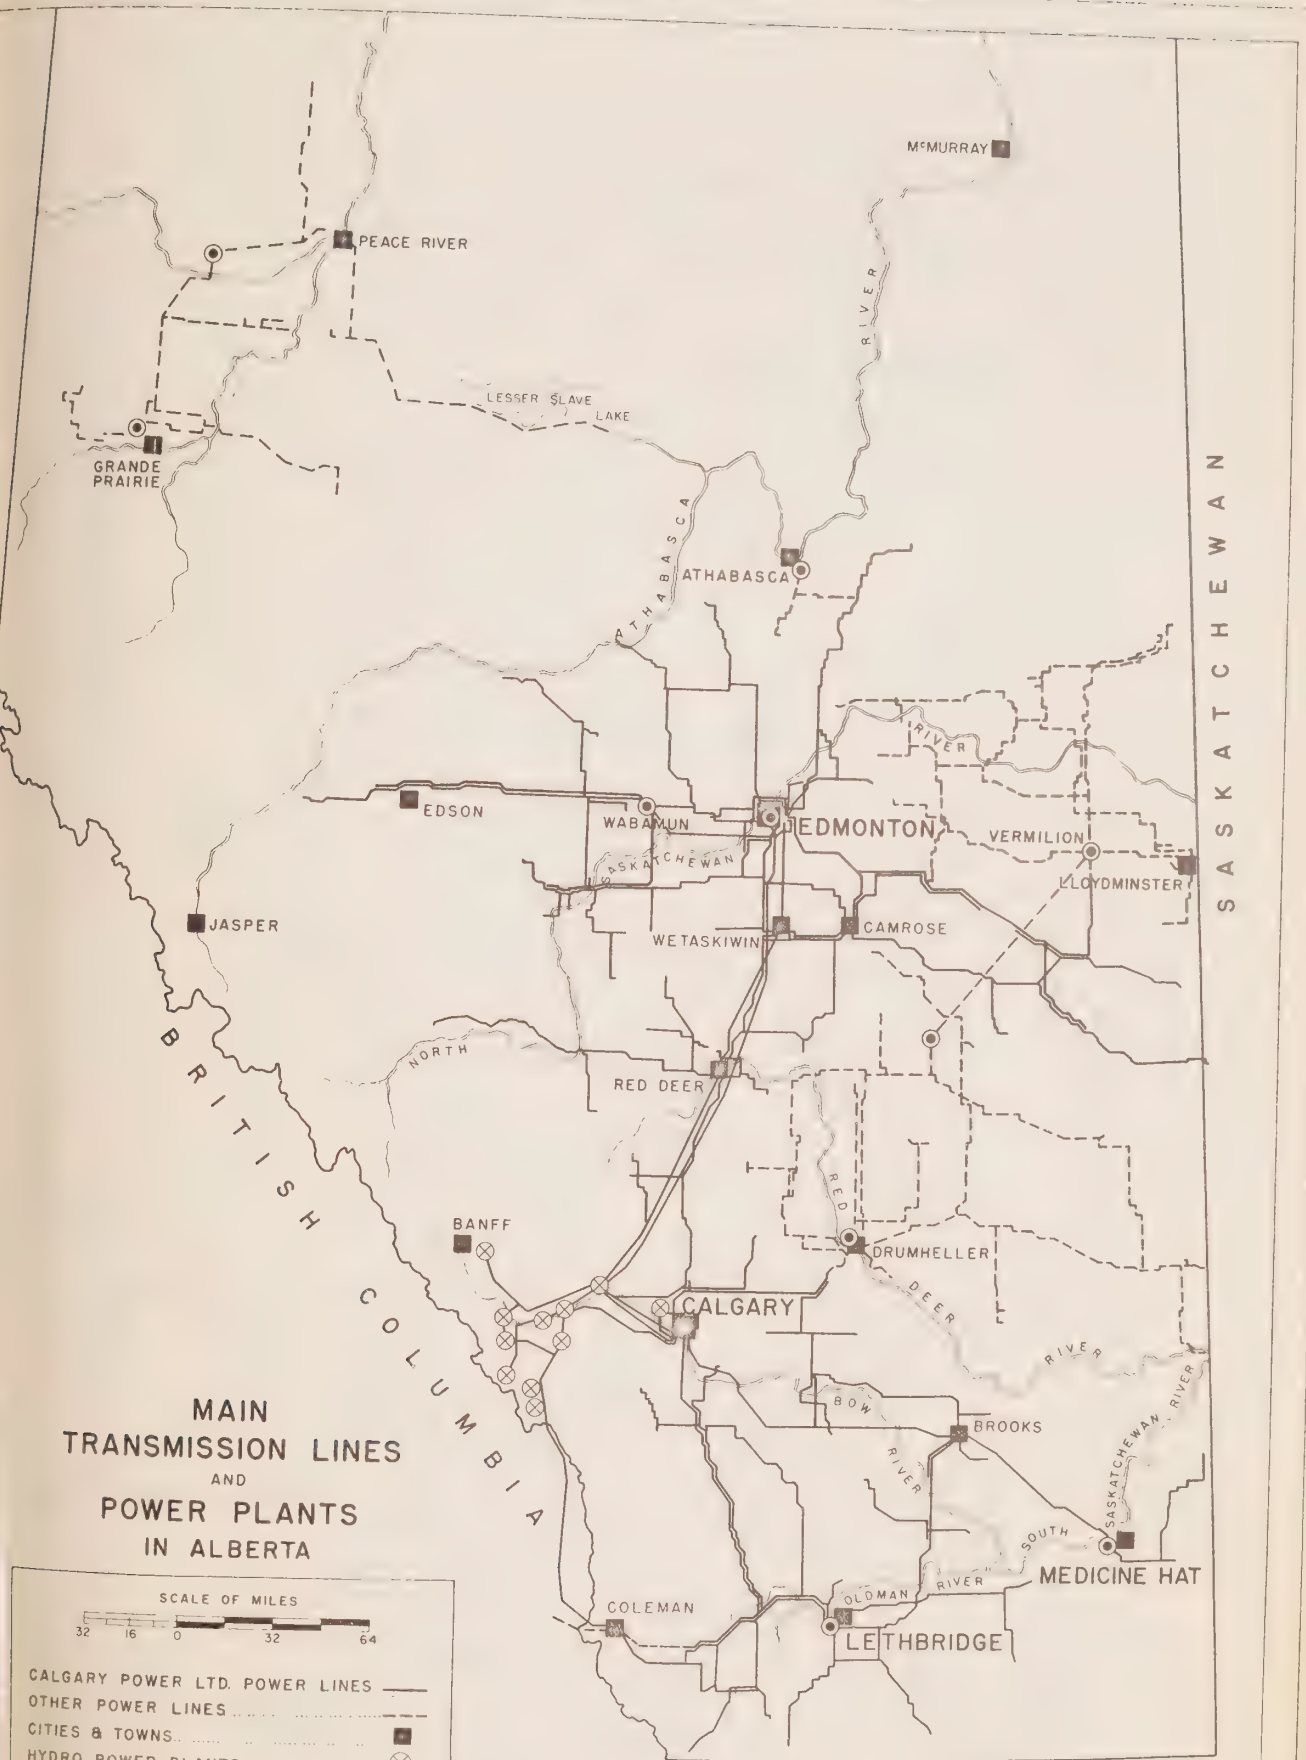 McMURRAY
PEACE RIVER
RIVER
LESSER SLAVE
LAKE
GRANDE
PRAIRIE
ATHABASCA
ATHABASCA
SASKATCHEWAN
RIVER
EDSON
WABAMUN
EDMONTON
VERMILION
SASKATCHEWAN
LLOYDMINSTER
JASPER
WETASKIWIN
CAMROSE
NORTH
RED DEER
BRITISH
COLUMBIA
RED
BANFF
DRUMHELLER
DEER
RIVER
CALGARY
BOW
RIVER
BROOKS
SASKATCHEWAN RIVER
SOUTH
MEDICINE HAT
OLDMAN RIVER
COLEMAN
LETHBRIDGE
MAIN
TRANSMISSION LINES
AND
POWER PLANTS
IN ALBERTA
SCALE OF MILES
32 16 0 32 64
CALGARY POWER LTD. POWER LINES
OTHER POWER LINES
CITIES & TOWNS
HYDRO POWER PLANTS